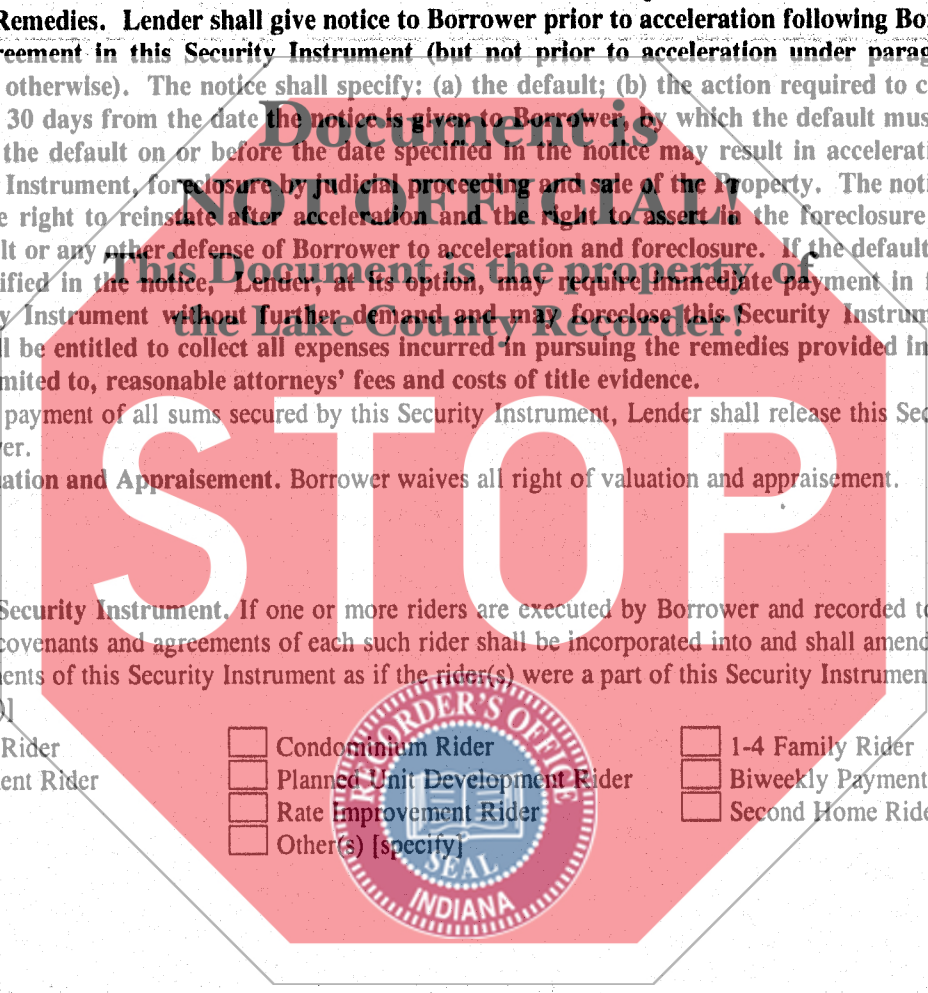 Remedies. Lender shall give notice to Borrower prior to acceleration following Bo
reement in this Security Instrument (but not prior to acceleration under parag
otherwise). The notice shall specify: (a) the default; (b) the action required to c
30 days from the date the notice is given to Borrower, by which the default mus
the default on or before the date specified in the notice may result in accelerati
Instrument, foreclosure by judicial proceeding and sale of the Property. The noti
e right to reinstate after acceleration and the right to assert in the foreclosure
lt or any other defense of Borrower to acceleration and foreclosure. If the default
ified in the notice, Lender, at its option, may require immediate payment in f
y Instrument without further demand and may foreclose this Security Instrum
l be entitled to collect all expenses incurred in pursuing the remedies provided in
mited to, reasonable attorneys' fees and costs of title evidence.
payment of all sums secured by this Security Instrument, Lender shall release this Sec
er.
ation and Appraisement. Borrower waives all right of valuation and appraisement.
Security Instrument. If one or more riders are executed by Borrower and recorded to
covenants and agreements of each such rider shall be incorporated into and shall amend
ents of this Security Instrument as if the rider(s) were a part of this Security Instrumen
)]
Rider
Condominium Rider
1-4 Family Rider
ent Rider
Planned Unit Development Rider
Biweekly Payment
Rate Improvement Rider
Second Home Ride
Other(s) [specify]
Document is
NOT OFFICIAL!
This Document is the property of
the Lake County Recorder!
STOP
RECORDER'S OFFICE
SEAL
INDIANA